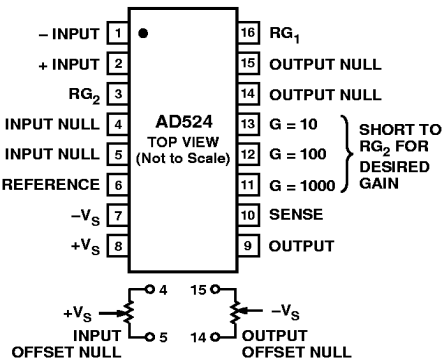 – INPUT 1
+ INPUT 2
RG2 3
INPUT NULL 4
INPUT NULL 5
REFERENCE 6
–VS 7
+VS 8
AD524
TOP VIEW
(Not to Scale)
16 RG1
15 OUTPUT NULL
14 OUTPUT NULL
13 G = 10
12 G = 100
11 G = 1000
10 SENSE
9 OUTPUT
SHORT TO
RG2 FOR
DESIRED
GAIN
+VS
4
5
INPUT
OFFSET NULL
15
14
–VS
OUTPUT
OFFSET NULL